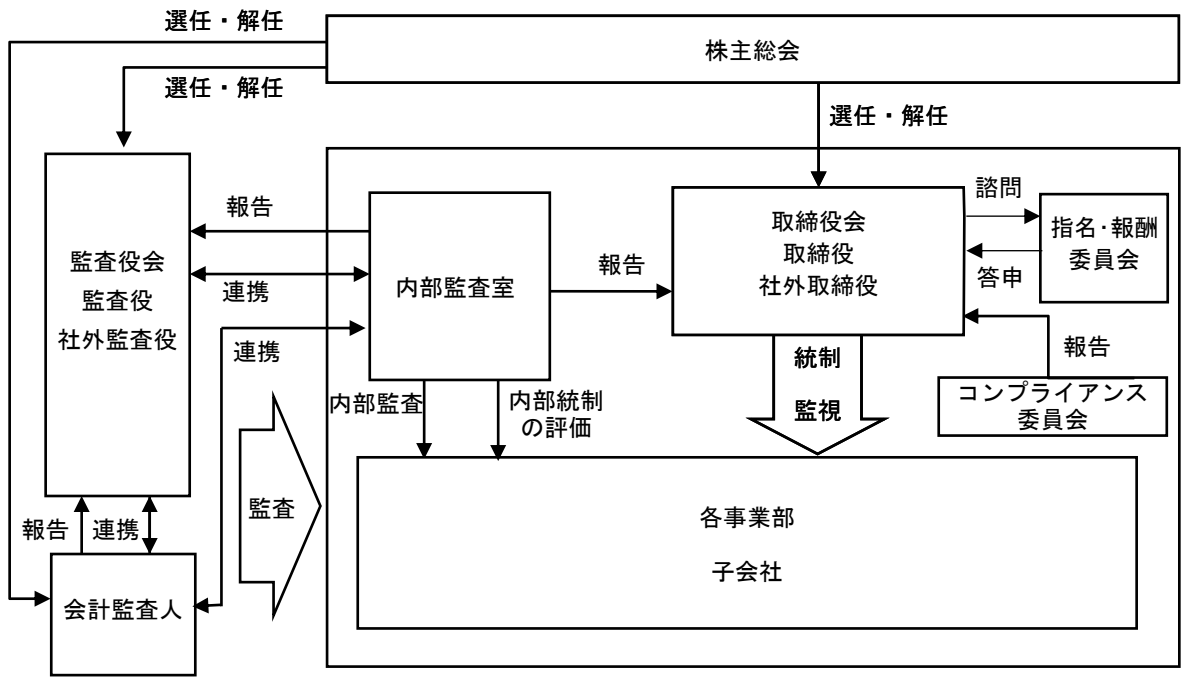 選任・解任
株主総会
選任・解任
選任・解任
監査役会
監査役
社外監査役
報告
連携
連携
内部監査室
報告
取締役会
取締役
社外取締役
諮問
答申
指名・報酬
委員会
報告
コンプライアンス
委員会
統制
監視
内部監査
内部統制
の評価
監査
各事業部
子会社
報告
連携
会計監査人